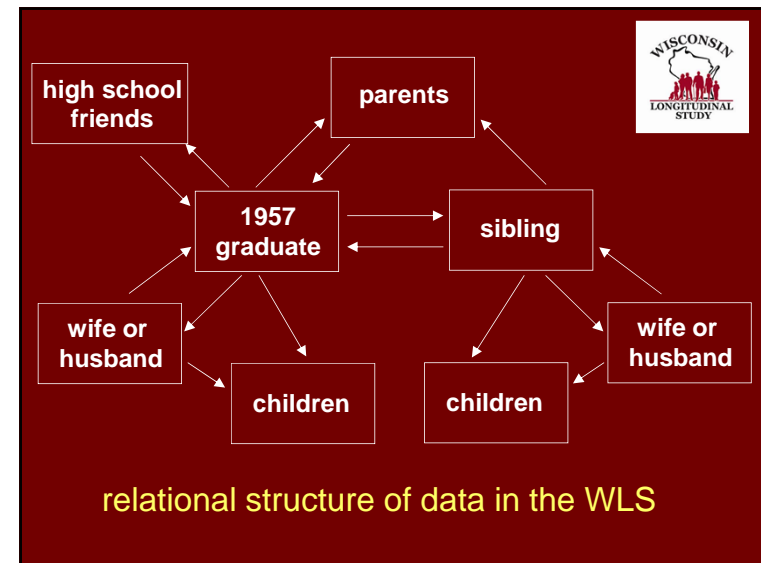 WISCONSIN
LONGITUDINAL
STUDY
high school
friends
parents
1957
graduate
sibling
wife or
husband
wife or
husband
children
children
relational structure of data in the WLS